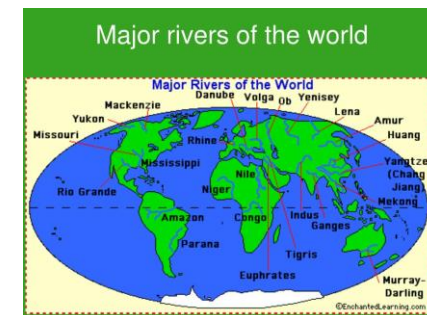 Major rivers of the world
Major Rivers of the World
Danube
Volga
Ob
Yenisey
Mackenzie
Lena
Yukon
Amur
Missouri
Rhine
Huang
Mississippi
Yangtze
(Chang
Jiang)
Nile
Rio Grande
Niger
Mekong
Amazon
Congo
Indus
Ganges
Parana
Tigris
Euphrates
Murray-
Darling
©EnchantedLearning.com